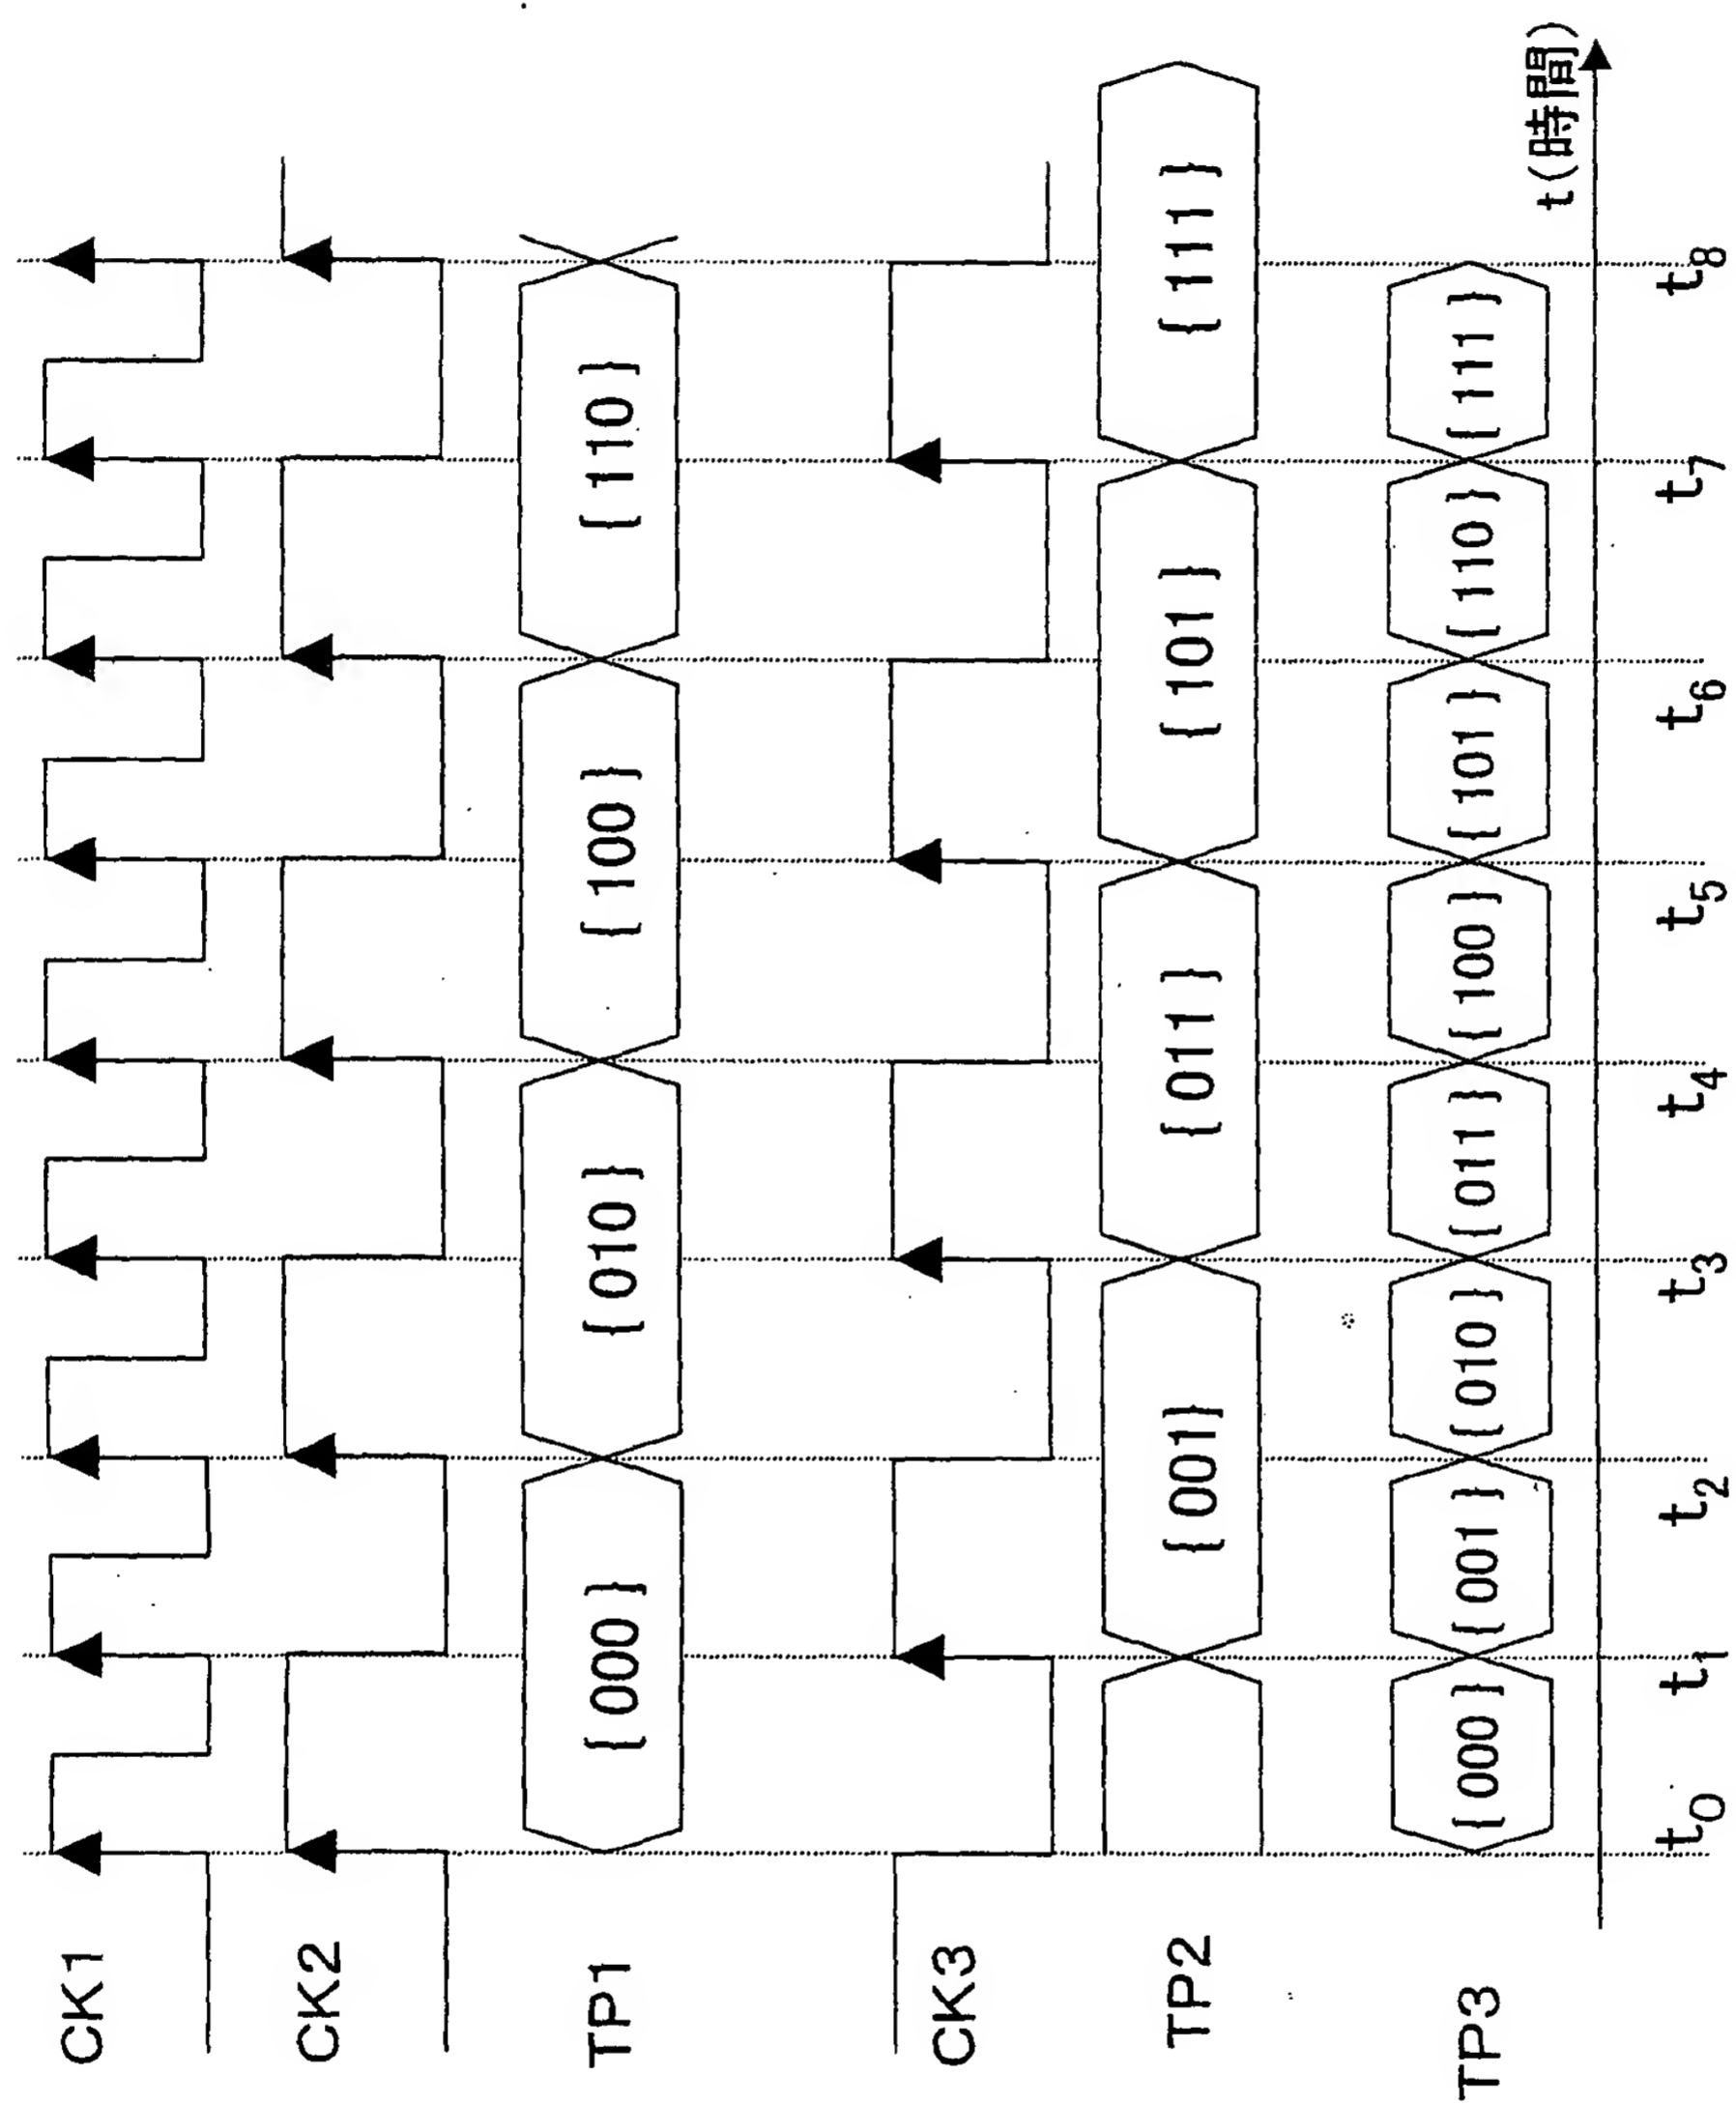 CK1
CK2
TP1 { 000 } { 010 } { 100 } { 110 }
CK3
TP2 { 001 } { 011 } { 101 } { 111 }
TP3 { 000 } { 001 } { 010 } { 011 } { 100 } { 101 } { 110 } { 111 }
t(時間)
t0 t1 t2 t3 t4 t5 t6 t7 t8